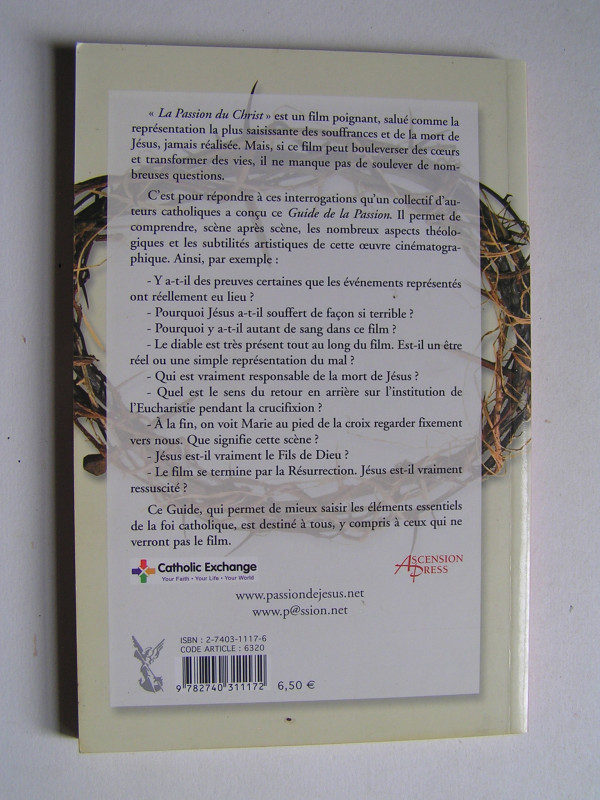 « La Passion du Christ » est un film poignant, salué comme la
représentation la plus saisissante des souffrances et de la mort de
Jésus, jamais réalisée. Mais, si ce film peut bouleverser des cœurs
et transformer des vies, il ne manque pas de soulever de nom-
breuses questions.
C'est pour répondre à ces interrogations qu'un collectif d'au-
teurs catholiques a conçu ce Guide de la Passion. Il permet de
comprendre, scène après scène, les nombreux aspects théolo-
giques et les subtilités artistiques de cette œuvre cinématogra-
phique. Ainsi, par exemple :
- Y a-t-il des preuves certaines que les événements représentés
ont réellement eu lieu ?
- Pourquoi Jésus a-t-il souffert de façon si terrible ?
- Pourquoi y a-t-il autant de sang dans ce film ?
- Le diable est très présent tout au long du film. Est-il un être
réel ou une simple représentation du mal ?
- Qui est vraiment responsable de la mort de Jésus ?
- Quel est le sens du retour en arrière sur l'institution de
l'Eucharistie pendant la crucifixion ?
- À la fin, on voit Marie au pied de la croix regarder fixement
vers nous. Que signifie cette scène ?
- Jésus est-il vraiment le Fils de Dieu ?
- Le film se termine par la Résurrection. Jésus est-il vraiment
ressuscité ?
Ce Guide, qui permet de mieux saisir les éléments essentiels
de la foi catholique, est destiné à tous, y compris à ceux qui ne
verront pas le film.
Catholic Exchange
Your Faith • Your Life • Your World
ASCENSION
PRESS
www.passiondejesus.net
www.p@ssion.net
ISBN : 2-7403-1117-6
CODE ARTICLE : 6320
9 782740 311172
6,50 €